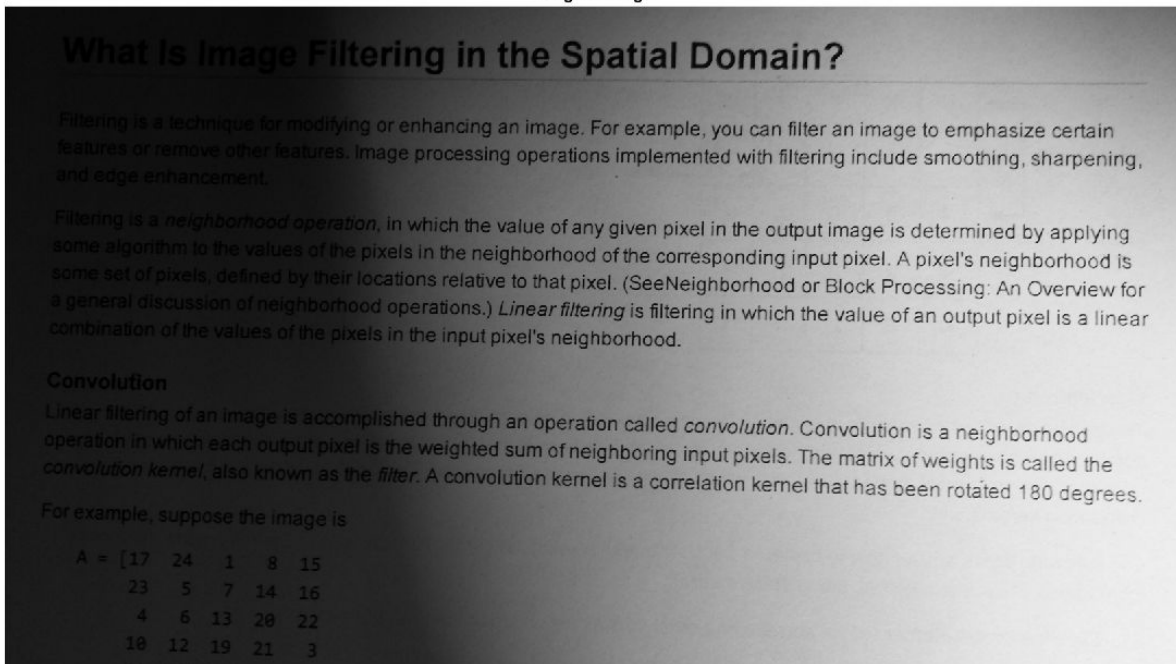 What Is Image Filtering in the Spatial Domain?
Filtering is a technique for modifying or enhancing an image. For example, you can filter an image to emphasize certain
features or remove other features. Image processing operations implemented with filtering include smoothing, sharpening,
and edge enhancement.
Filtering is a neighborhood operation, in which the value of any given pixel in the output image is determined by applying
some algorithm to the values of the pixels in the neighborhood of the corresponding input pixel. A pixel's neighborhood is
some set of pixels, defined by their locations relative to that pixel. (SeeNeighborhood or Block Processing: An Overview for
a general discussion of neighborhood operations.) Linear filtering is filtering in which the value of an output pixel is a linear
combination of the values of the pixels in the input pixel's neighborhood.
Convolution
Linear filtering of an image is accomplished through an operation called convolution. Convolution is a neighborhood
operation in which each output pixel is the weighted sum of neighboring input pixels. The matrix of weights is called the
convolution kernel, also known as the filter. A convolution kernel is a correlation kernel that has been rotated 180 degrees.
For example, suppose the image is
A = [17 24 1 8 15
23 5 7 14 16
4 6 13 20 22
10 12 19 21 3